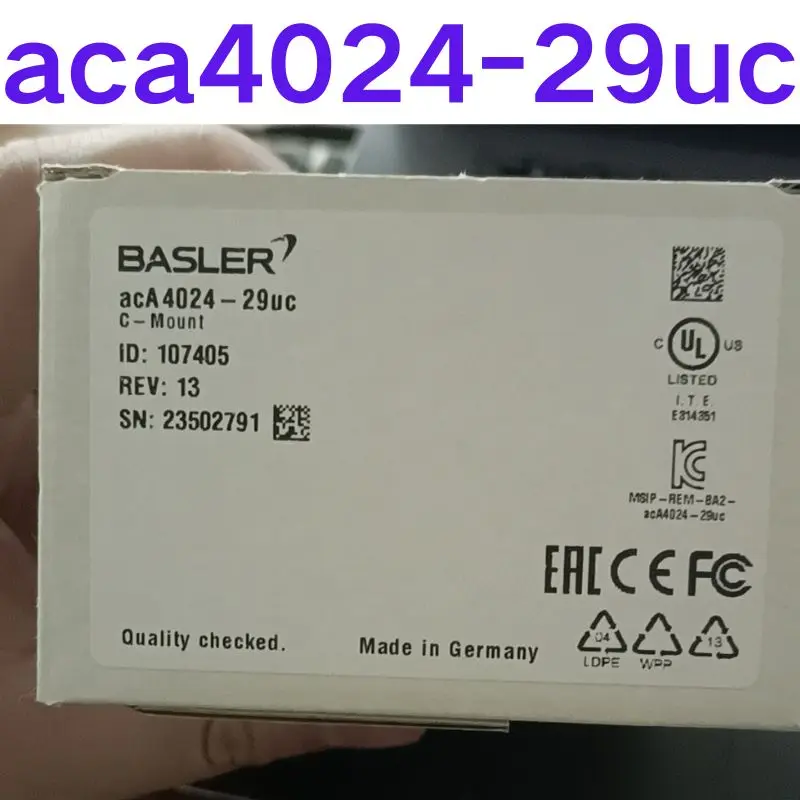 aca4024-29uc
BASLER
acA4024-29uc
C-Mount
ID: 107405
REV: 13
SN: 23502791
C UL US
LISTED
I.T.E.
E314351
MSIP-REM-BA2-
acA4024-29uc
EAC CE FC
Quality checked.
Made in Germany
04
LDPE
WPP
13